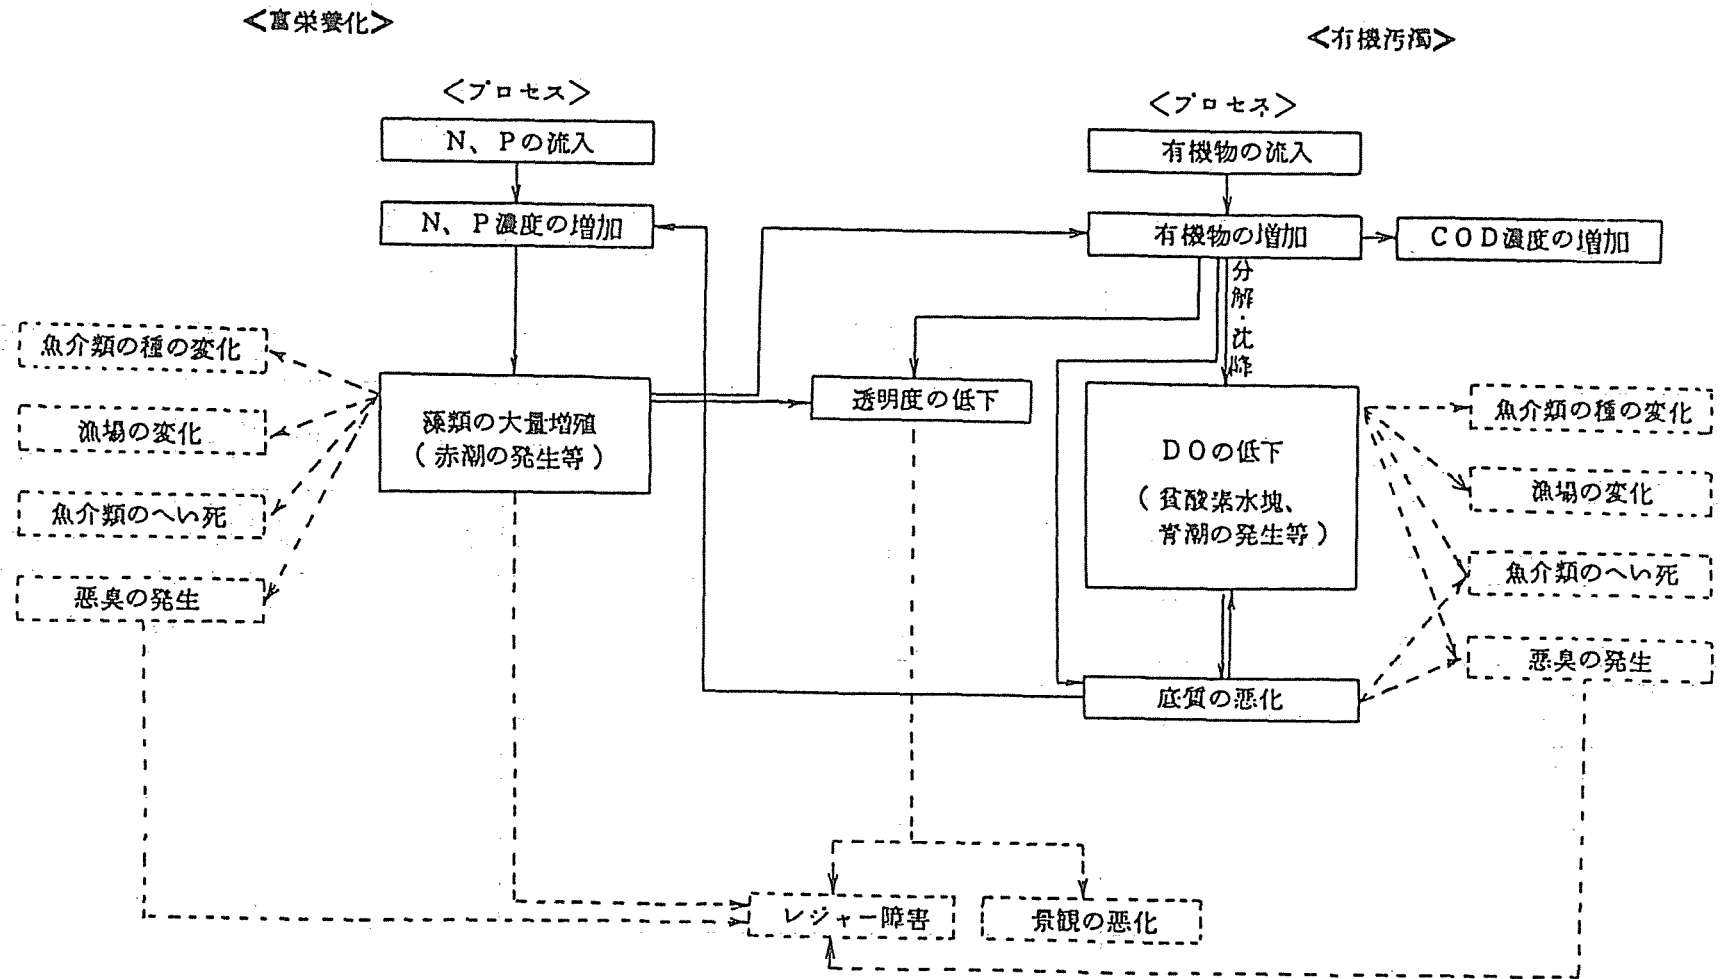 <富栄養化>
<有機汚濁>
<プロセス>
<プロセス>
N、Pの流入
有機物の流入
N、P濃度の増加
有機物の増加
COD濃度の増加
分解・沈降
魚介類の種の変化
漁場の変化
魚介類のへい死
悪臭の発生
藻類の大量増殖
(赤潮の発生等)
透明度の低下
DOの低下
(貧酸素水塊、
青潮の発生等)
魚介類の種の変化
漁場の変化
魚介類のへい死
悪臭の発生
底質の悪化
レジャー障害
景観の悪化